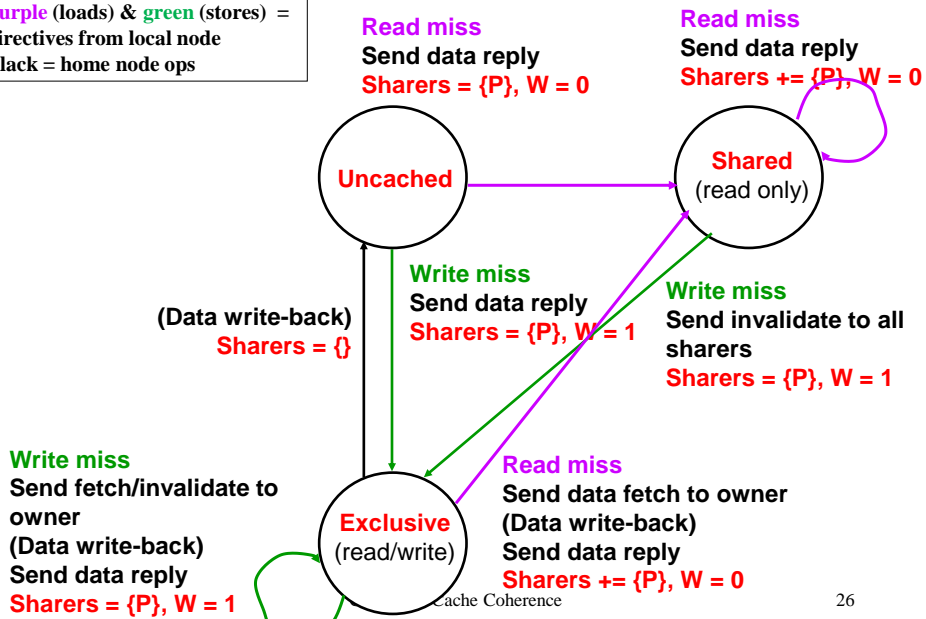 (loads) & green (stores) =
from local node
= home node ops
Read miss
Send data reply
Sharers = {P}, W = 0
Read miss
Send data reply
Sharers += {P}, W = 0
Uncached
Shared
(read only)
(Data write-back)
Sharers = {}
Write miss
Send data reply
Sharers = {P}, W = 1
Write miss
Send invalidate to all
sharers
Sharers = {P}, W = 1
Write miss
Send fetch/invalidate to
owner
(Data write-back)
Send data reply
Sharers = {P}, W = 1
Exclusive
(read/write)
Read miss
Send data fetch to owner
(Data write-back)
Send data reply
Sharers += {P}, W = 0
Cache Coherence
26